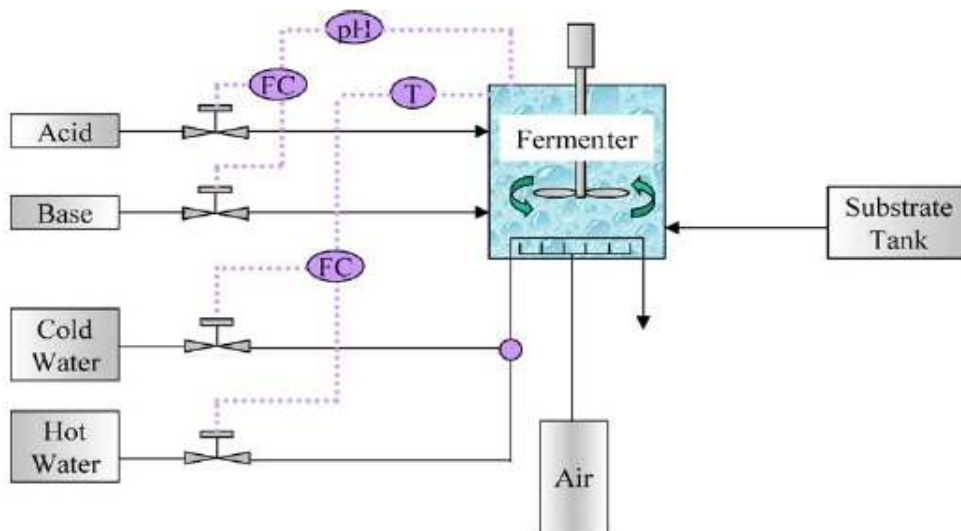 pH
FC
T
Acid
Fermenter
Base
Substrate
Tank
FC
Cold
Water
Hot
Water
Air